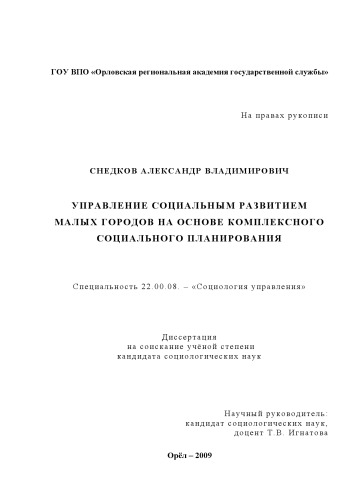 ГОУ ВПО «Орловская региональная академия государственной службы»
На правах рукописи
СНЕДКОВ АЛЕКСАНДР ВЛАДИМИРОВИЧ
УПРАВЛЕНИЕ СОЦИАЛЬНЫМ РАЗВИТИЕМ
МАЛЫХ ГОРОДОВ НА ОСНОВЕ КОМПЛЕКСНОГО
СОЦИАЛЬНОГО ПЛАНИРОВАНИЯ
Специальность 22.00.08. – «Социология управления»
Диссертация
на соискание учёной степени
кандидата социологических наук
Научный руководитель:
кандидат социологических наук,
доцент Т.В. Игнатова
Орёл – 2009